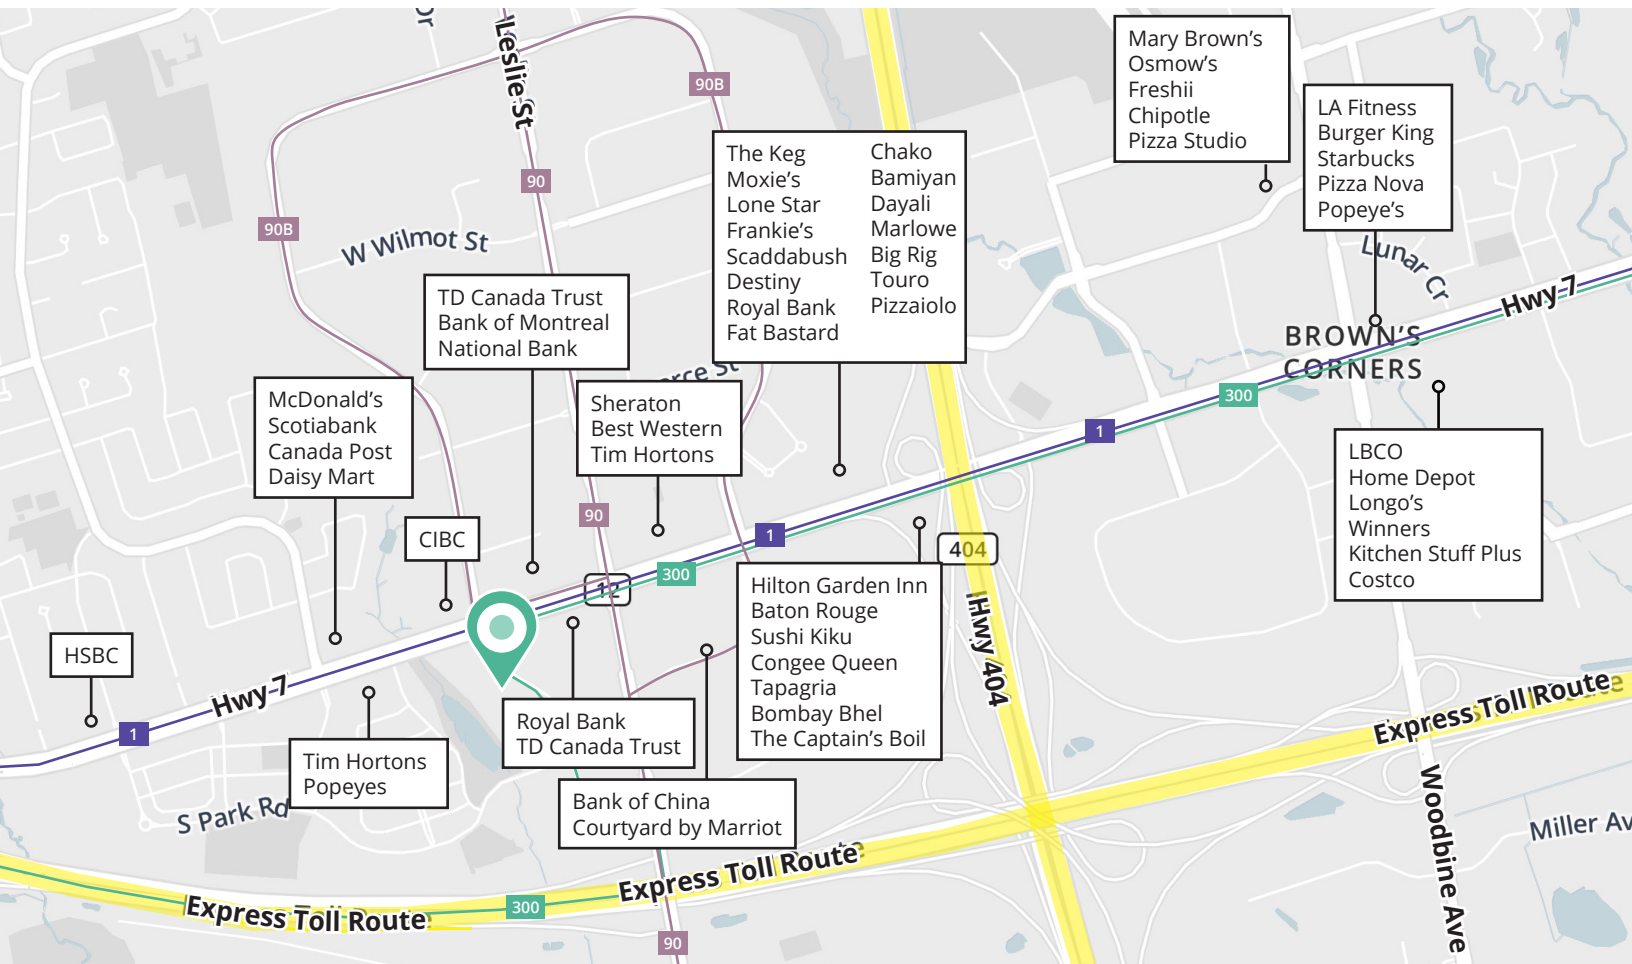 Dr
Leslie St
90B
90
90B
W Wilmot St
Mary Brown’s
Osmow’s
Freshii
Chipotle
Pizza Studio
LA Fitness
Burger King
Starbucks
Pizza Nova
Popeye’s
The Keg
Moxie’s
Lone Star
Frankie’s
Scaddabush
Destiny
Royal Bank
Fat Bastard
Chako
Bamiyan
Dayali
Marlowe
Big Rig
Touro
Pizzaiolo
Lunar Cr
Hwy 7
BROWN’S
CORNERS
TD Canada Trust
Bank of Montreal
National Bank
erce St
McDonald’s
Scotiabank
Canada Post
Daisy Mart
Sheraton
Best Western
Tim Hortons
300
1
LBCO
Home Depot
Longo’s
Winners
Kitchen Stuff Plus
Costco
90
CIBC
1
404
300
12
Hilton Garden Inn
Baton Rouge
Sushi Kiku
Congee Queen
Tapagria
Bombay Bhel
The Captain’s Boil
Hwy 404
HSBC
Hwy 7
1
Royal Bank
TD Canada Trust
Tim Hortons
Popeyes
Bank of China
Courtyard by Marriot
S Park Rd
Express Toll Route
Woodbine Ave
Miller Av
Express Toll Route
Express Toll Route
300
90